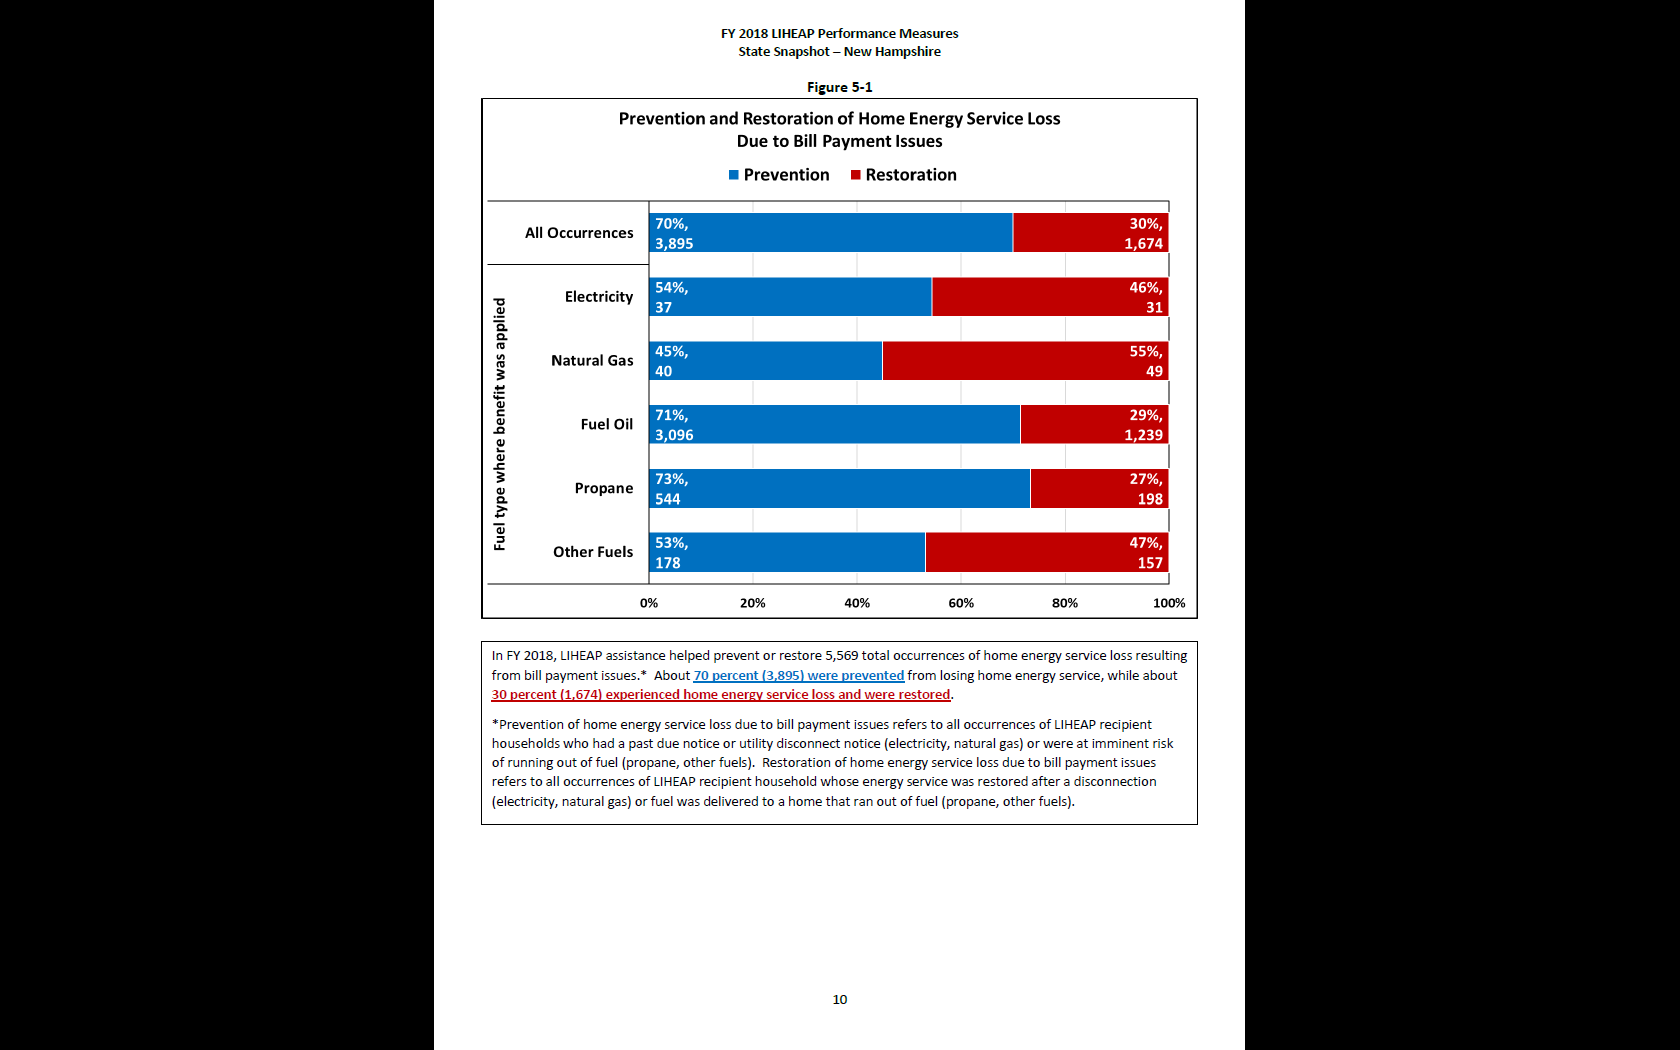 FY 2018 LIHEAP Performance Measures
State Snapshot – New Hampshire
Figure 5-1
Prevention and Restoration of Home Energy Service Loss
Due to Bill Payment Issues
Prevention Restoration
All Occurrences
70%,
3,895
30%,
1,674
Fuel type where benefit was applied
Electricity
54%,
37
46%,
31
Natural Gas
45%,
40
55%,
49
Fuel Oil
71%,
3,096
29%,
1,239
Propane
73%,
544
27%,
198
Other Fuels
53%,
178
47%,
157
0% 20% 40% 60% 80% 100%
In FY 2018, LIHEAP assistance helped prevent or restore 5,569 total occurrences of home energy service loss resulting
from bill payment issues.* About 70 percent (3,895) were prevented from losing home energy service, while about
30 percent (1,674) experienced home energy service loss and were restored.
*Prevention of home energy service loss due to bill payment issues refers to all occurrences of LIHEAP recipient
households who had a past due notice or utility disconnect notice (electricity, natural gas) or were at imminent risk
of running out of fuel (propane, other fuels). Restoration of home energy service loss due to bill payment issues
refers to all occurrences of LIHEAP recipient household whose energy service was restored after a disconnection
(electricity, natural gas) or fuel was delivered to a home that ran out of fuel (propane, other fuels).
10